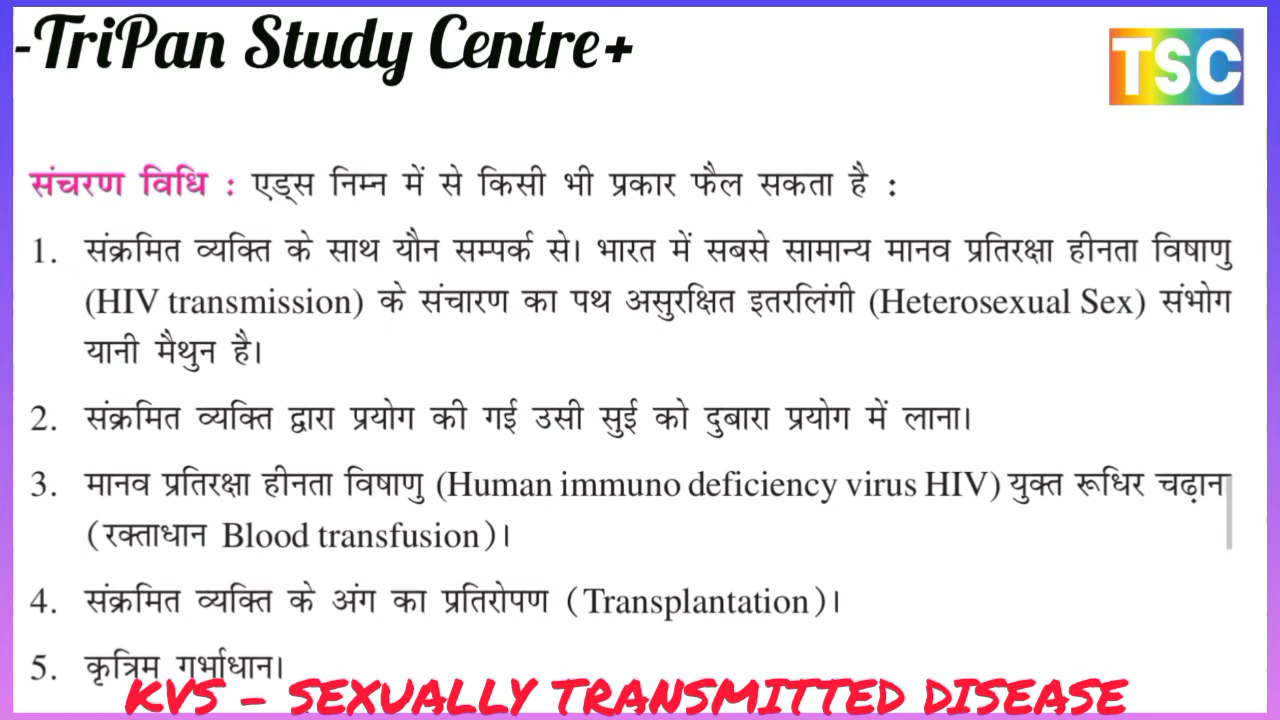 -TriPan Study Centre+
TSC
संचरण विधि : एड्स निम्न में से किसी भी प्रकार फैल सकता है :
1. संक्रमित व्यक्ति के साथ यौन सम्पर्क से। भारत में सबसे सामान्य मानव प्रतिरक्षा हीनता विषाणु
(HIV transmission) के संचारण का पथ असुरक्षित इतरलिंगी (Heterosexual Sex) संभोग
यानी मैथुन है।
2. संक्रमित व्यक्ति द्वारा प्रयोग की गई उसी सुई को दुबारा प्रयोग में लाना।
3. मानव प्रतिरक्षा हीनता विषाणु (Human immuno deficiency virus HIV) युक्त रूधिर चढ़ान
(रक्ताधान Blood transfusion)।
4. संक्रमित व्यक्ति के अंग का प्रतिरोपण (Transplantation)।
5. कृत्रिम गर्भाधान।
KVS - SEXUALLY TRANSMITTED DISEASE